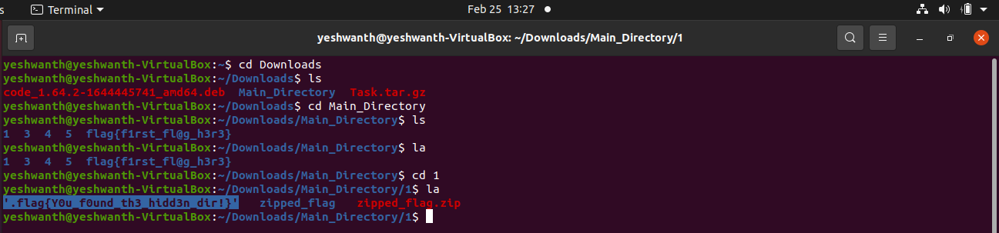 s Terminal Feb 25 13:27
yeshwanth@yeshwanth-VirtualBox: ~/Downloads/Main_Directory/1
yeshwanth@yeshwanth-VirtualBox:~$ cd Downloads
yeshwanth@yeshwanth-VirtualBox:~/Downloads$ ls
code_1.64.2-1644445741_amd64.deb  Main_Directory  Task.tar.gz
yeshwanth@yeshwanth-VirtualBox:~/Downloads$ cd Main_Directory
yeshwanth@yeshwanth-VirtualBox:~/Downloads/Main_Directory$ ls
1  3  4  5  flag{f1rst_fl@g_h3r3}
yeshwanth@yeshwanth-VirtualBox:~/Downloads/Main_Directory$ la
1  3  4  5  flag{f1rst_fl@g_h3r3}
yeshwanth@yeshwanth-VirtualBox:~/Downloads/Main_Directory$ cd 1
yeshwanth@yeshwanth-VirtualBox:~/Downloads/Main_Directory/1$ la
'.flag{Y0u_f0und_th3_hidd3n_dir!}'   zipped_flag   zipped_flag.zip
yeshwanth@yeshwanth-VirtualBox:~/Downloads/Main_Directory/1$